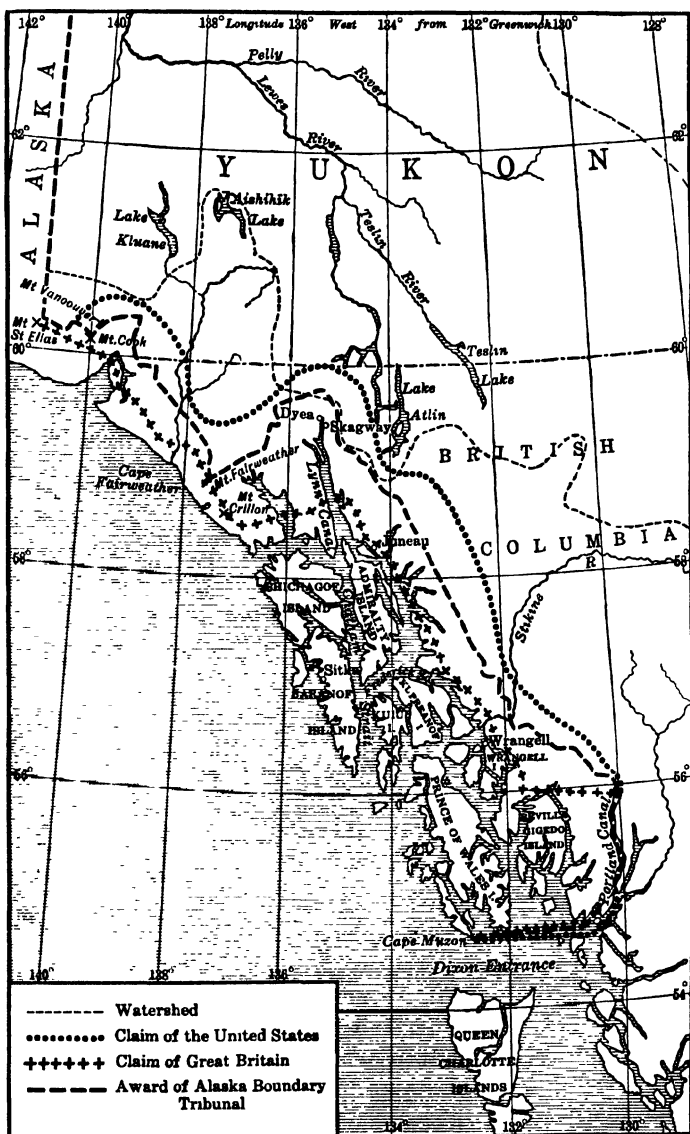 142° 140° 138° Longitude West 136° from 134° Greenwich 132° 130° 128°
Pelly River
Lewes River
62° 62°
ALASKA
YUKON
Aishihik Lake
Lake Kluane
Teslin River
Mt Vancouver
Mt St Elias
Mt. Cook
60° 60°
Teslin Lake
Lake Atlin
Dyea
Skagway
BRITISH
COLUMBIA
Cape Fairweather
Mt. Fairweather
Mt Crillon
Lynn Canal
Juneau
58° 58°
R
Stikine
CHICHAGOF
ISLAND
ADMIRALTY
ISLAND
Sitka
BARANOF
ISLAND
KUIU
I.
Wrangell
WRANGELL
56° 56°
PRINCE OF WALES
REVILLA
GIGEDO
ISLAND
Portland Canal
Cape Muzon
Dixon Entrance
54°
140° 138° 136°
QUEEN
CHARLOTTE
ISLANDS
134° 132° 130°
Watershed
Claim of the United States
Claim of Great Britain
Award of Alaska Boundary
Tribunal